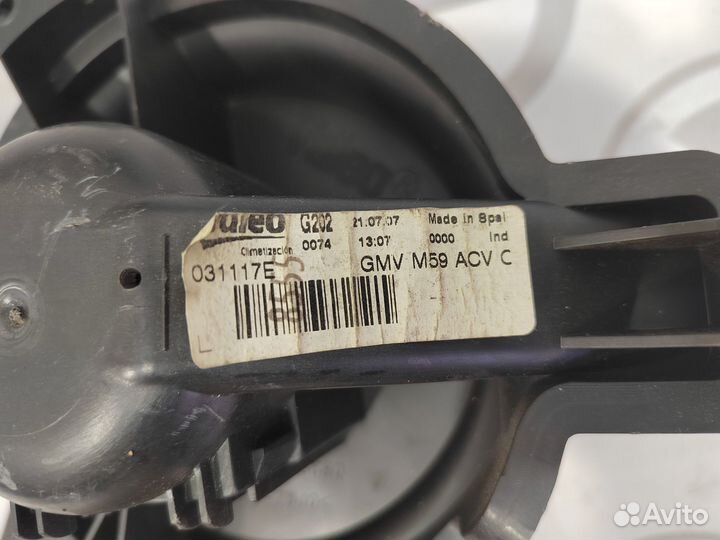 G202 21.07.07 Made In Spai
Climatización 0074 13:07 0000 Ind
031117E GMV M59 ACV C
Avito